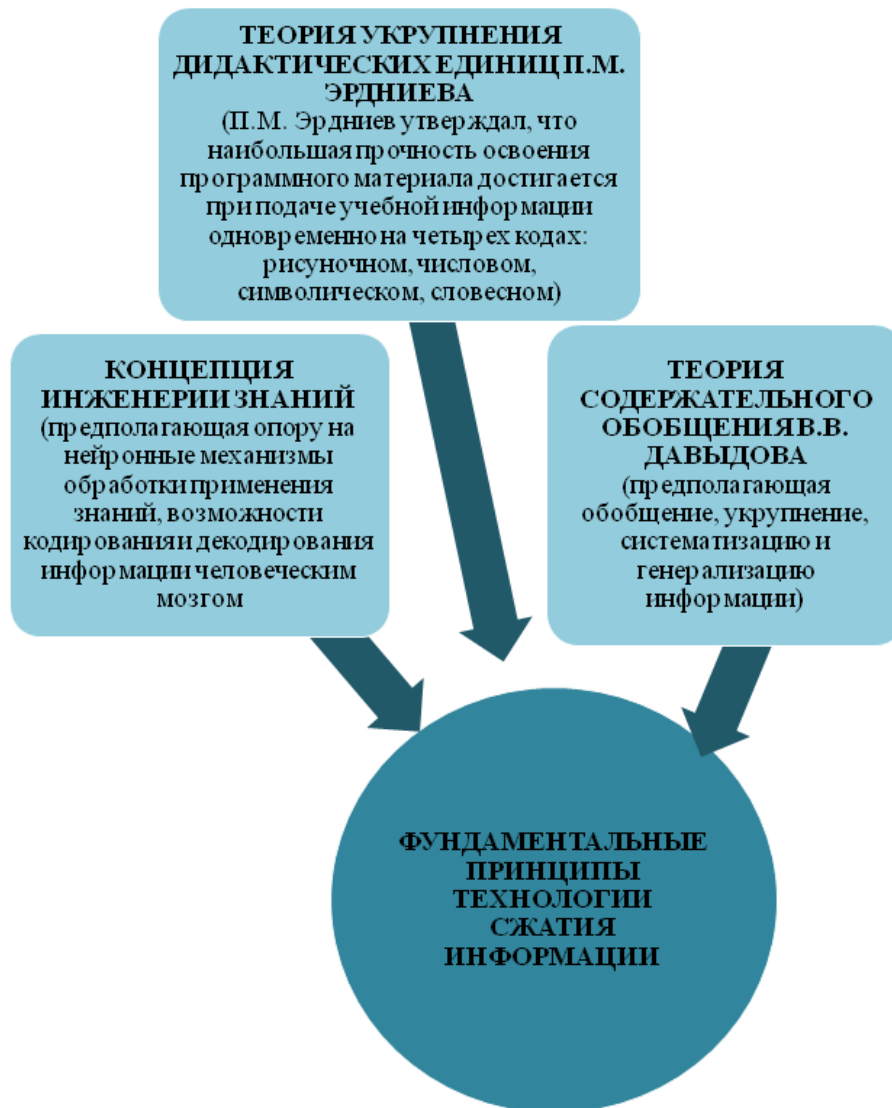 ТЕОРИЯ УКРУПНЕНИЯ
ДИДАКТИЧЕСКИХ ЕДИНИЦ П.М.
ЭРДНИЕВА
(П.М. Эрдниев утверждал, что
наибольшая прочность освоения
программного материала достигается
при подаче учебной информации
одновременно на четырех кодах:
рисуночном, числовом,
символическом, словесном)
КОНЦЕПЦИЯ
ИНЖЕНЕРИИ ЗНАНИЙ
(предполагающая опору на
нейронные механизмы
обработки применения
знаний, возможности
кодирования и декодирования
информации человеческим
мозгом
ТЕОРИЯ
СОДЕРЖАТЕЛЬНОГО
ОБОБЩЕНИЯ В.В.
ДАВЫДОВА
(предполагающая
обобщение, укрупнение,
систематизацию и
генерализацию
информации)
ФУНДАМЕНТАЛЬНЫЕ
ПРИНЦИПЫ
ТЕХНОЛОГИИ
СЖАТИЯ
ИНФОРМАЦИИ